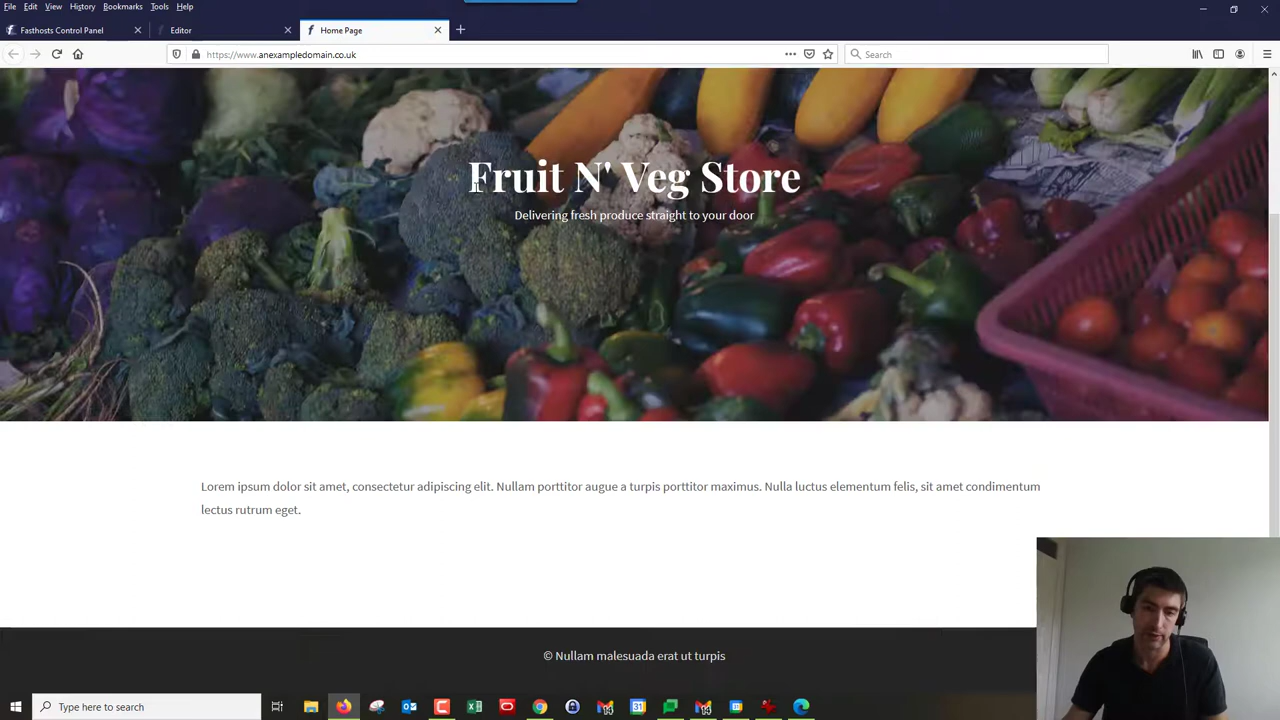 File Edit View History Bookmarks Tools Help
Fasthosts Control Panel
Editor
Home Page
https://www.anexampledomain.co.uk
Search
Fruit N' Veg Store
Delivering fresh produce straight to your door
Lorem ipsum dolor sit amet, consectetur adipiscing elit. Nullam porttitor augue a turpis porttitor maximus. Nulla luctus elementum felis, sit amet condimentum
lectus rutrum eget.
© Nullam malesuada erat ut turpis
Type here to search
31